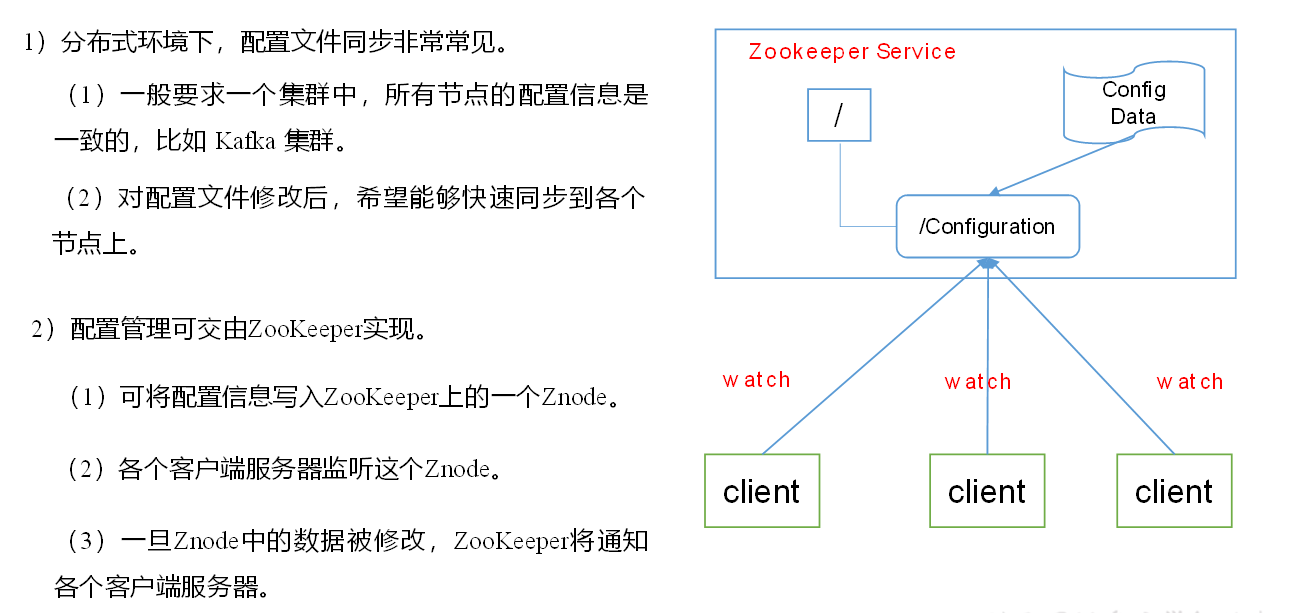 1）分布式环境下，配置文件同步非常常见。
（1）一般要求一个集群中，所有节点的配置信息是
一致的，比如 Kafka 集群。
（2）对配置文件修改后，希望能够快速同步到各个
节点上。
2）配置管理可交由ZooKeeper实现。
（1）可将配置信息写入ZooKeeper上的一个Znode。
（2）各个客户端服务器监听这个Znode。
（3）一旦Znode中的数据被修改，ZooKeeper将通知
各个客户端服务器。
Zookeeper Service
/
Config
Data
/Configuration
watch
watch
watch
client
client
client